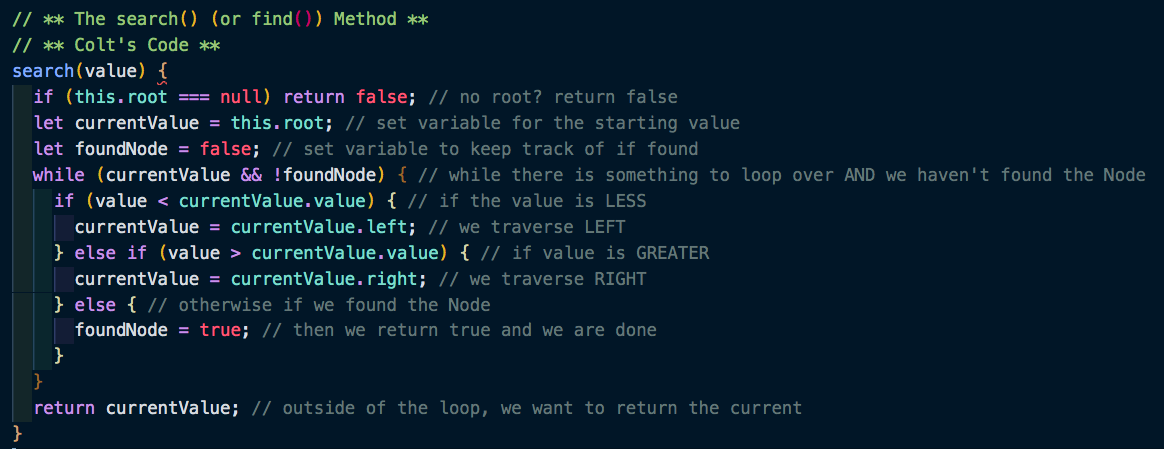 // ** The search() (or find()) Method **
// ** Colt's Code **
search(value) {
  if (this.root === null) return false; // no root? return false
  let currentValue = this.root; // set variable for the starting value
  let foundNode = false; // set variable to keep track of if found
  while (currentValue && !foundNode) { // while there is something to loop over AND we haven't found the Node
    if (value < currentValue.value) { // if the value is LESS
      currentValue = currentValue.left; // we traverse LEFT
    } else if (value > currentValue.value) { // if value is GREATER
      currentValue = currentValue.right; // we traverse RIGHT
    } else { // otherwise if we found the Node
      foundNode = true; // then we return true and we are done
    }
  }
  return currentValue; // outside of the loop, we want to return the current
}